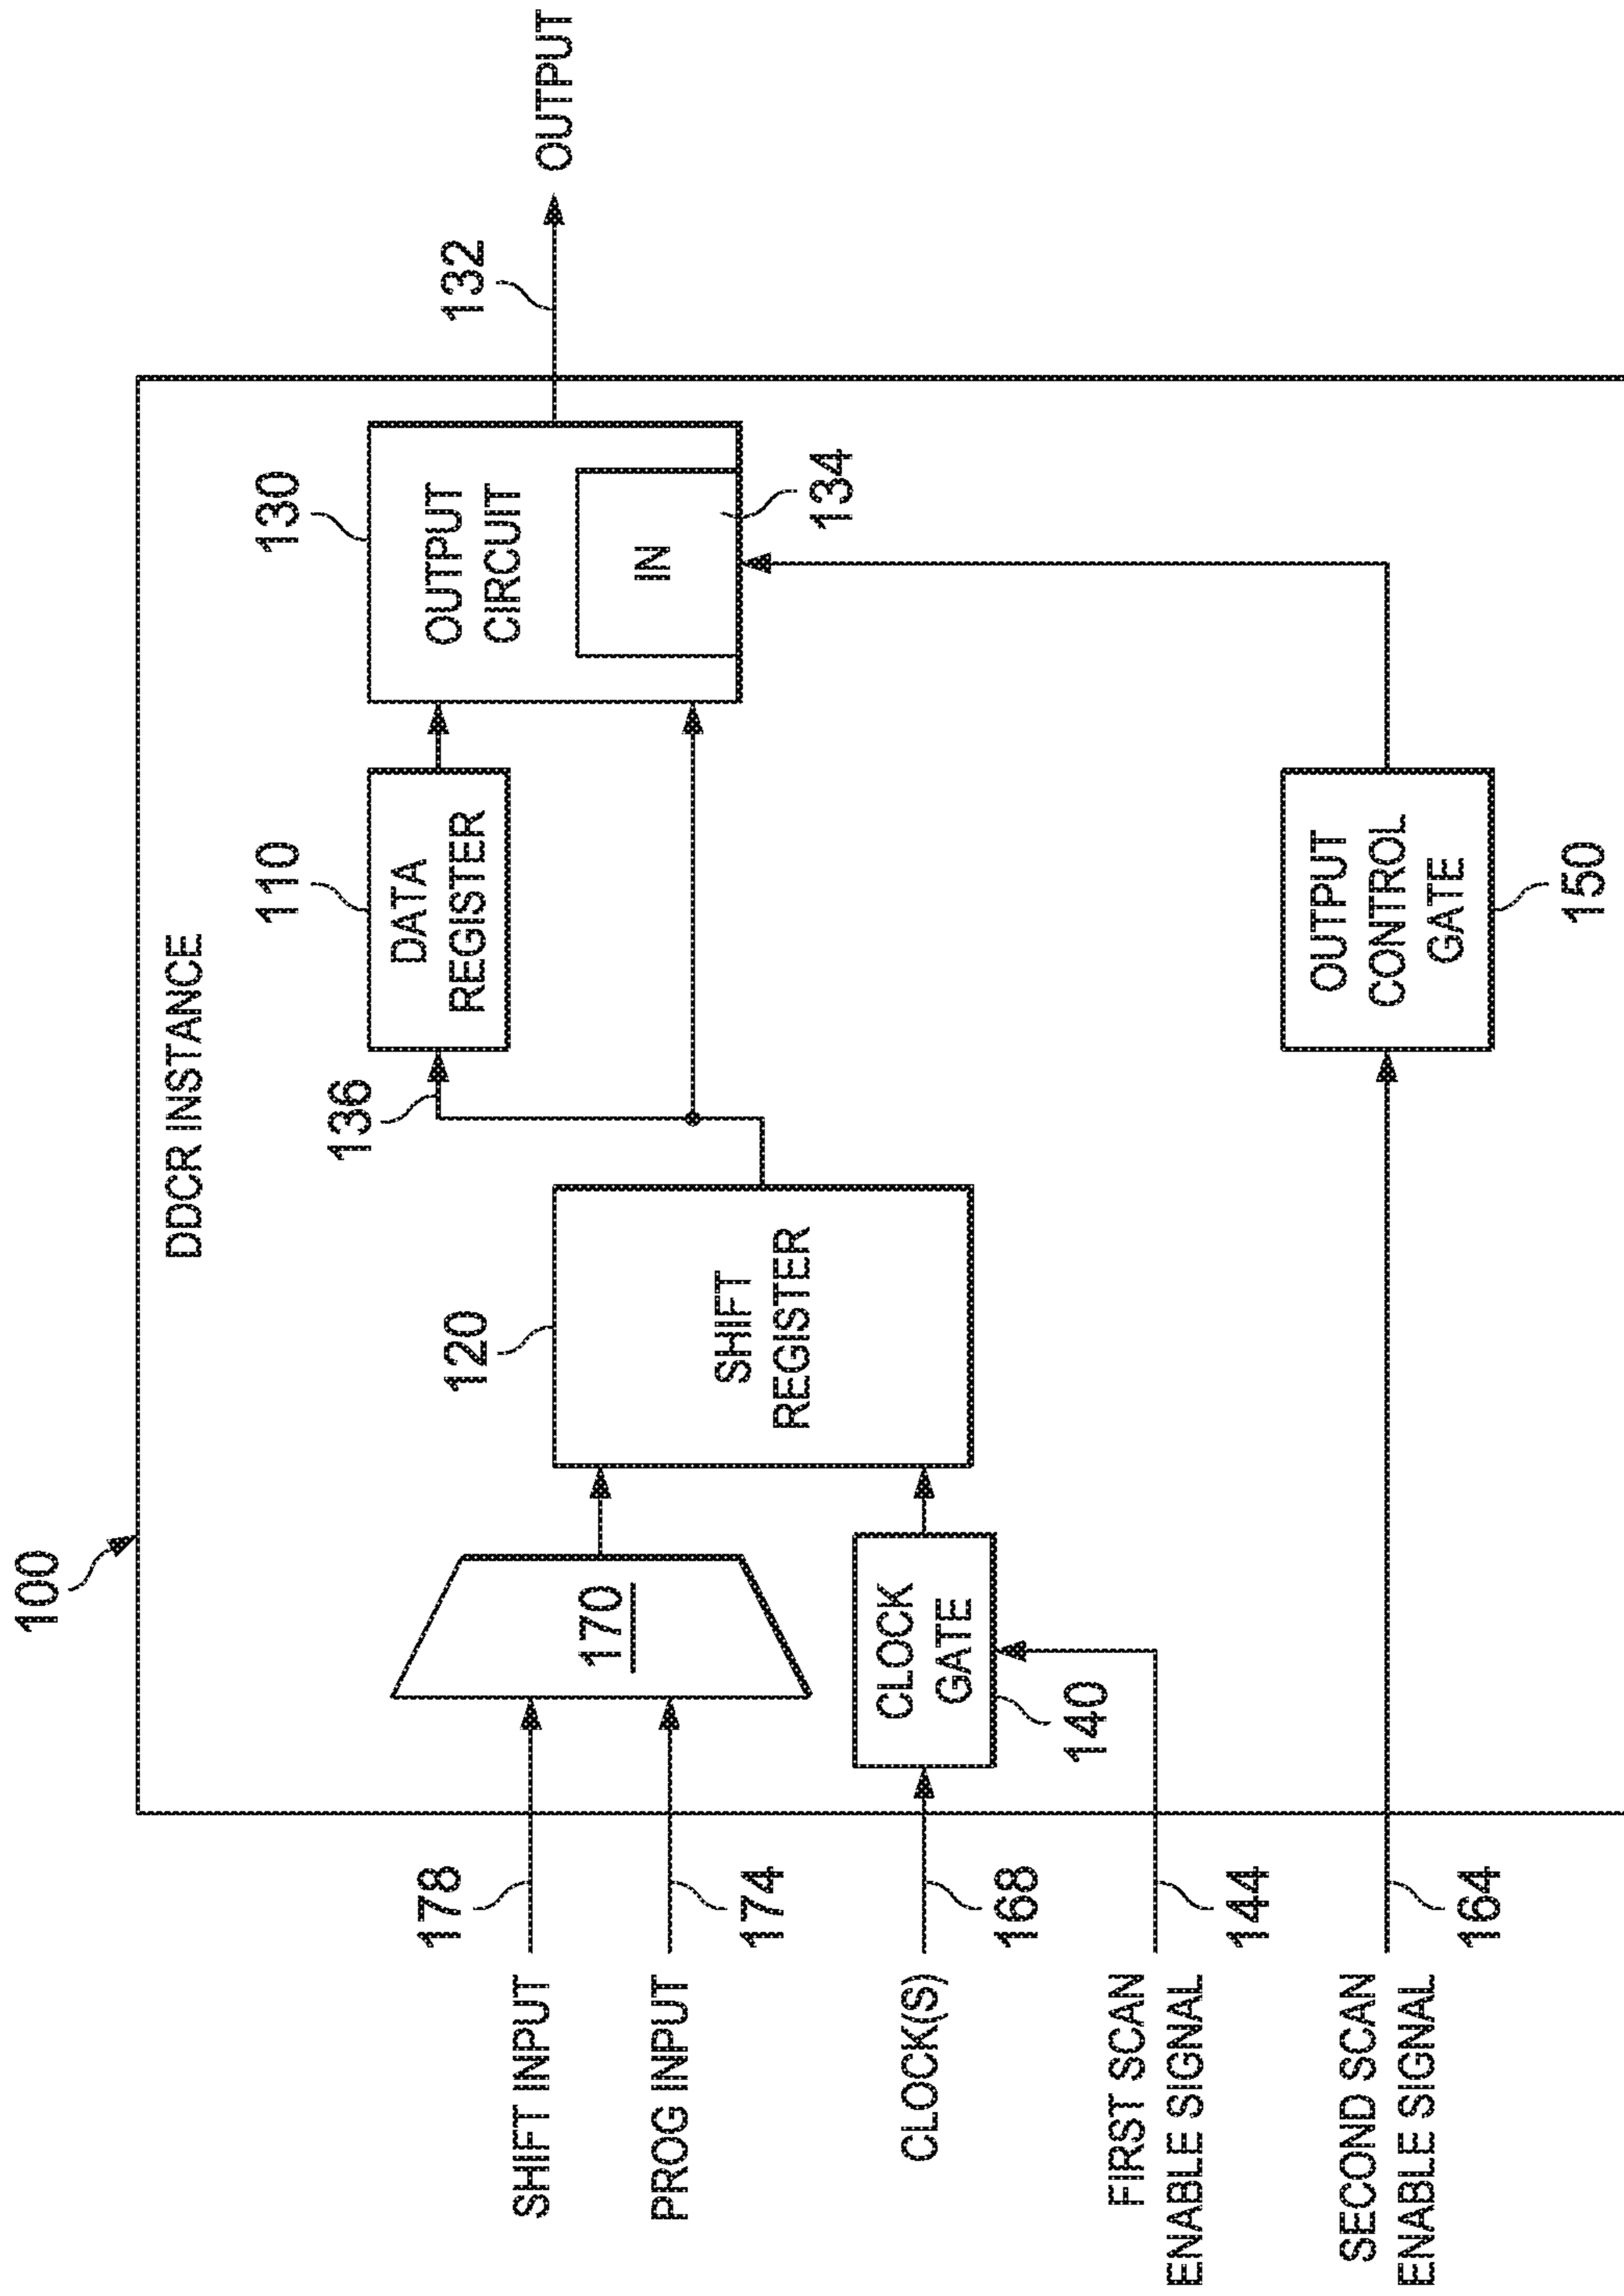 100
DDCR INSTANCE
SHIFT INPUT
178
PROG INPUT
174
170
CLOCK(S)
168
CLOCK
GATE
140
FIRST SCAN
ENABLE SIGNAL
144
SECOND SCAN
ENABLE SIGNAL
164
120
SHIFT
REGISTER
136
110
DATA
REGISTER
130
OUTPUT
CIRCUIT
IN
134
132
OUTPUT
OUTPUT
CONTROL
GATE
150